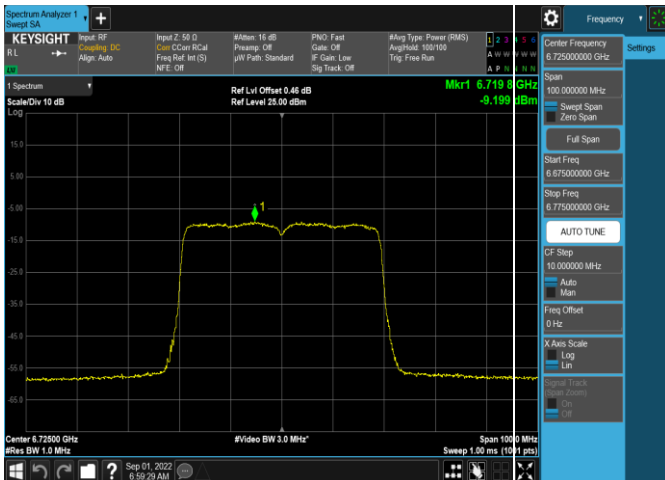 Spectrum Analyzer 1
Swept SA
Frequency
KEYSIGHT
R L
LV
Input: RF
Coupling: DC
Align: Auto
Input Z: 50 Ω
Corr CCorr RCal
Freq Ref: Int (S)
NFE: Off
#Atten: 16 dB
Preamp: Off
µW Path: Standard
PNO: Fast
Gate: Off
IF Gain: Low
Sig Track: Off
#Avg Type: Power (RMS)
Avg|Hold: 100/100
Trig: Free Run
1 2 3 4 5 6
A W W W W W
A P N N N N
1 Spectrum
Scale/Div 10 dB
Log
Ref Lvl Offset 0.46 dB
Ref Level 25.00 dBm
Mkr1 6.719 8 GHz
-9.199 dBm
15.0
5.00
-5.00
-15.0
-25.0
-35.0
-45.0
-55.0
-65.0
1
Center 6.72500 GHz
#Res BW 1.0 MHz
#Video BW 3.0 MHz*
Span 100.0 MHz
Sweep 1.00 ms (1001 pts)
Sep 01, 2022
6:59:29 AM
Center Frequency
6.725000000 GHz
Settings
Span
100.000000 MHz
Swept Span
Zero Span
Full Span
Start Freq
6.675000000 GHz
Stop Freq
6.775000000 GHz
AUTO TUNE
CF Step
10.000000 MHz
Auto
Man
Freq Offset
0 Hz
X Axis Scale
Log
Lin
Signal Track
(Span Zoom)
On
Off